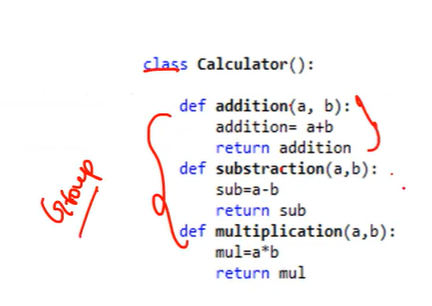 class Calculator():
def addition(a, b):
addition= a+b
return addition
def substraction(a,b):
sub=a-b
return sub
Group
def multiplication(a,b):
mul=a*b
return mul